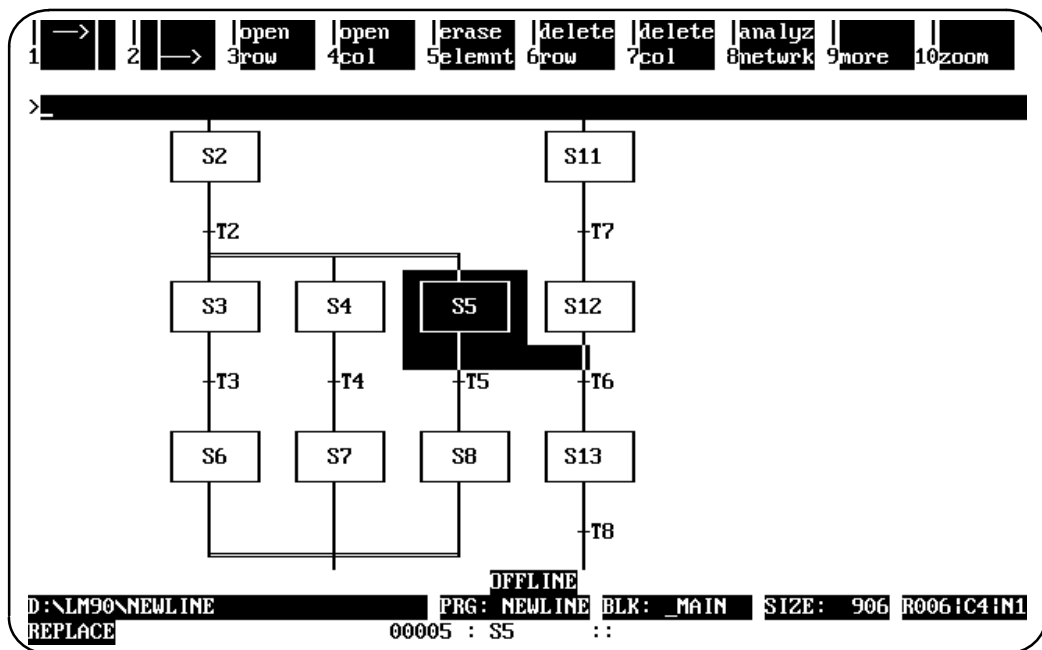 open open erase delete delete analyz
1 2 3row 4col 5elemnt 6row 7col 8netwrk 9more 10zoom
>_
S2 S11
T2 T7
S3 S4 S5 S12
T3 T4 T5 T6
S6 S7 S8 S13
T8
OFFLINE
D:\LM90\NEWLINE PRG: NEWLINE BLK: _MAIN SIZE: 906 R006¦C4¦N1
REPLACE 00005 : S5 ::